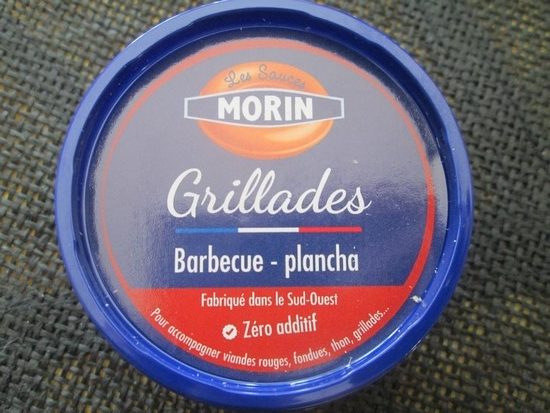 Les Sauces
MORIN
Grillades
Barbecue - plancha
Fabriqué dans le Sud-Ouest
Zéro additif
Pour accompagner viandes rouges, fondues, thon, grillades...